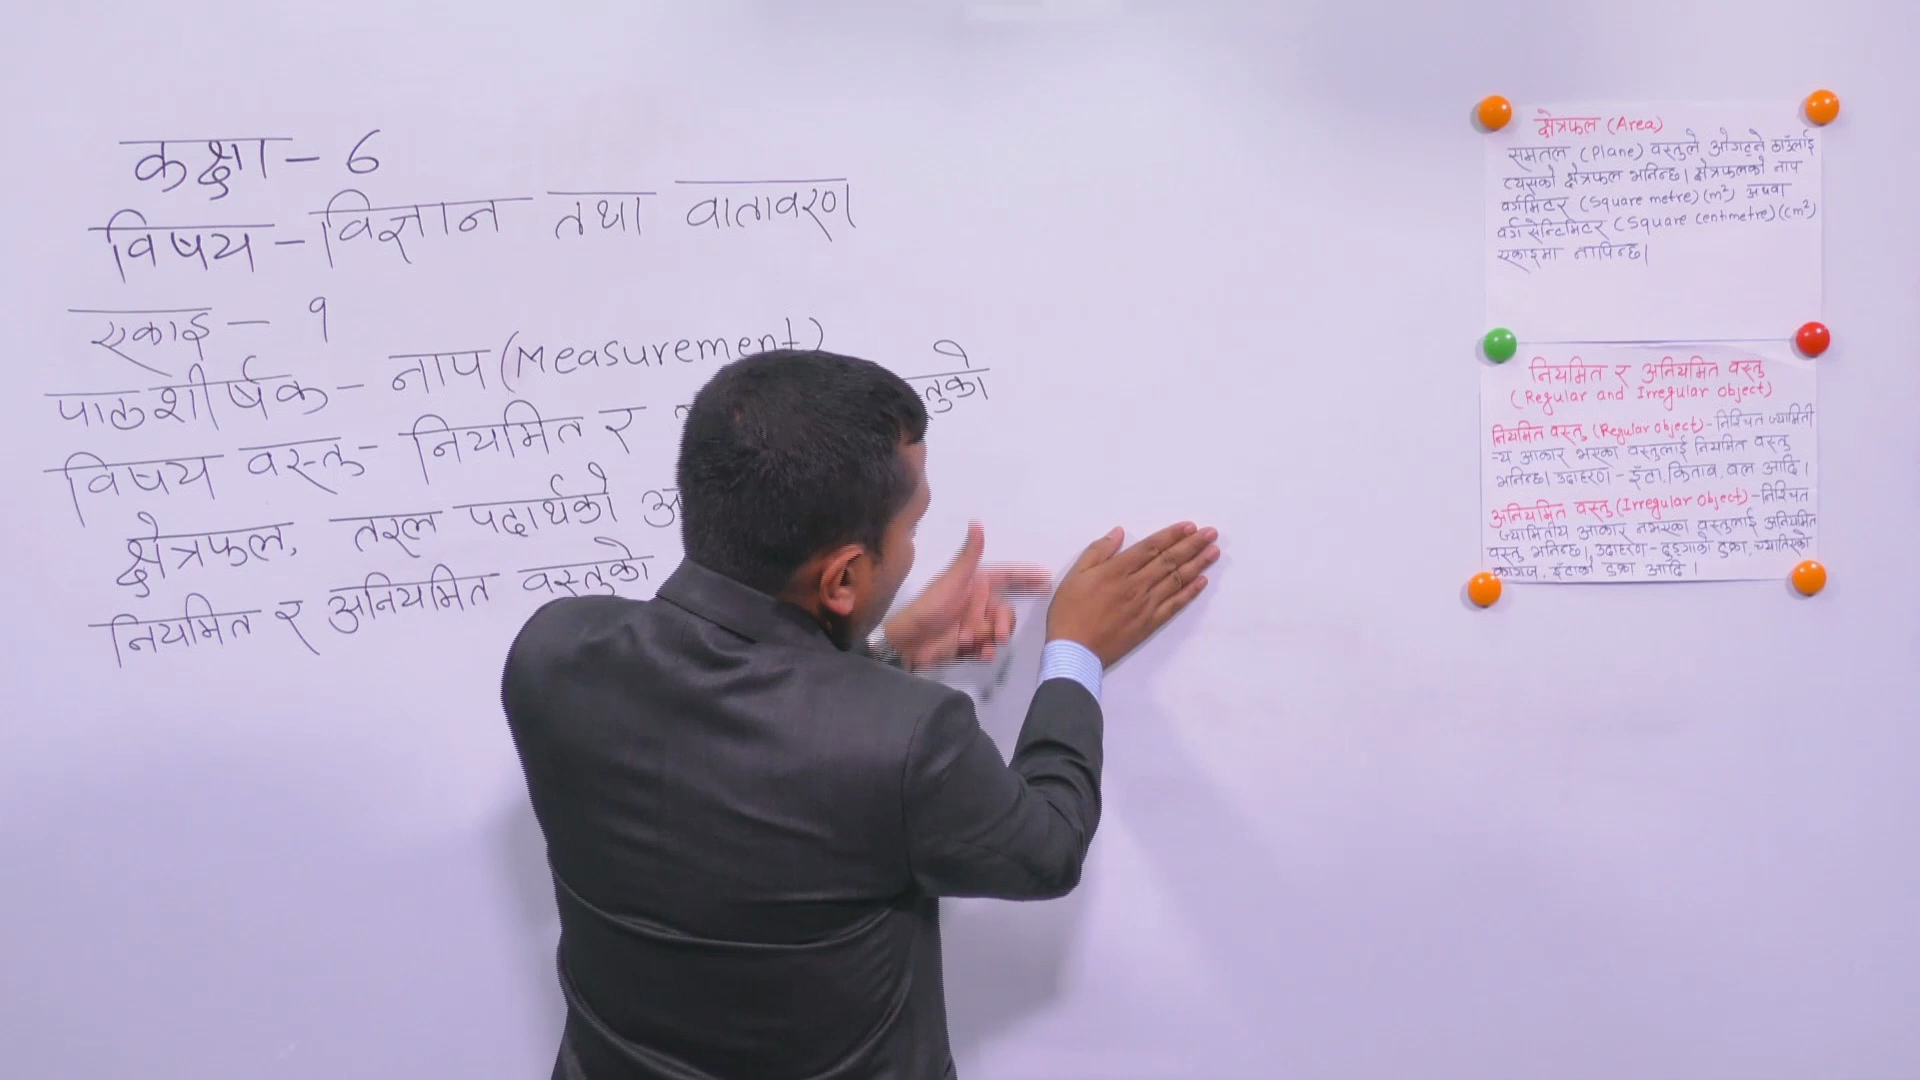 कक्षा - 6
विषय - विज्ञान तथा वातावरण
एकाइ - १
पाठशीर्षक - नाप (Measurement)
विषय वस्तु - नियमित र
क्षेत्रफल, तरल पदार्थको
नियमित र अनियमित वस्तुको
क्षेत्रफल (Area)
समतल (Plane) वस्तुले ओगट्ने ठाउँलाई
त्यसको क्षेत्रफल भनिन्छ। क्षेत्रफलको नाप
वर्गमिटर (Square metre) (m²) अथवा
वर्ग सेन्टिमिटर (Square centimetre) (cm²)
एकाइमा नापिन्छ।
नियमित र अनियमित वस्तु
(Regular and Irregular Object)
नियमित वस्तु (Regular object) - निश्चित ज्यामिती
-य आकार भएका वस्तुलाई नियमित वस्तु
भनिन्छ। उदाहरण - इँटा, किताव, वल आदि।
अनियमित वस्तु (Irregular object) - निश्चित
ज्यामितीय आकार नभएका वस्तुलाई अनियमित
वस्तु भनिन्छ। उदाहरण - ढुङ्गाको टुक्रा, च्यातिएको
कागज, इँटाको टुक्रा आदि।